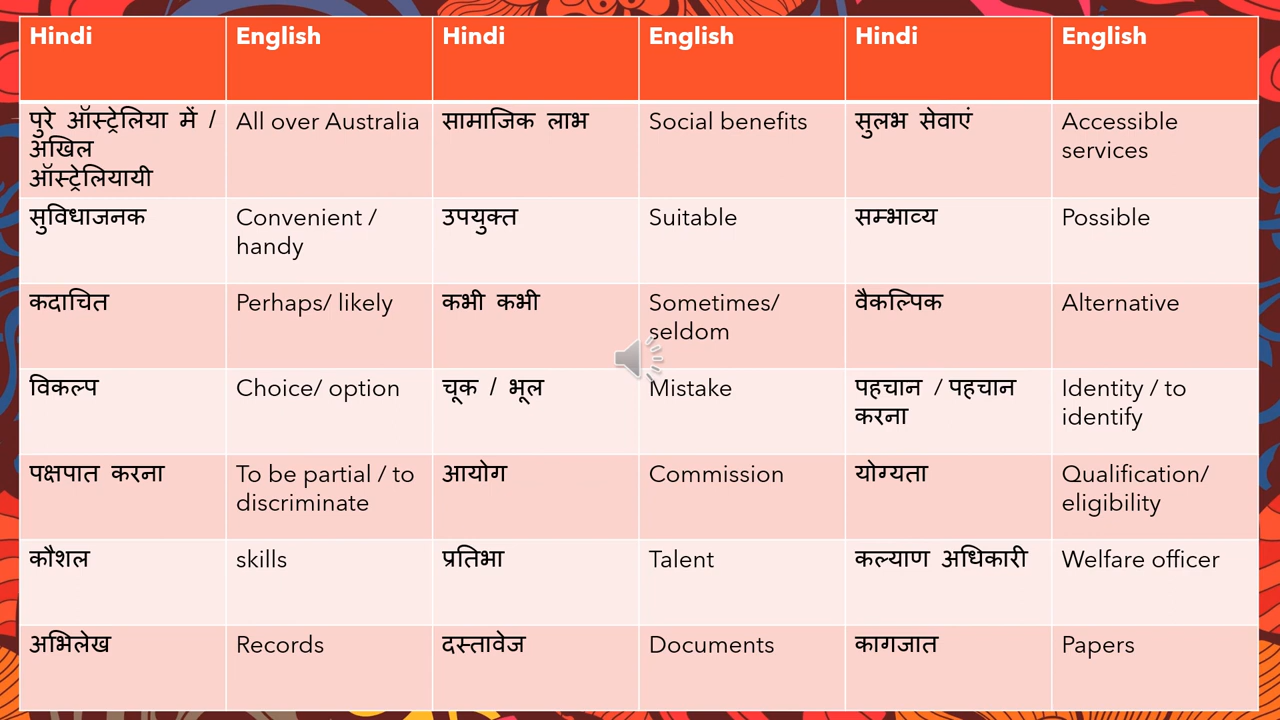 Hindi English Hindi English Hindi English
पुरे ऑस्ट्रेलिया में / अखिल ऑस्ट्रेलियायी All over Australia सामाजिक लाभ Social benefits सुलभ सेवाएं Accessible services
सुविधाजनक Convenient / handy उपयुक्त Suitable सम्भाव्य Possible
कदाचित Perhaps/ likely कभी कभी Sometimes/ seldom वैकल्पिक Alternative
विकल्प Choice/ option चूक / भूल Mistake पहचान / पहचान करना Identity / to identify
पक्षपात करना To be partial / to discriminate आयोग Commission योग्यता Qualification/ eligibility
कौशल skills प्रतिभा Talent कल्याण अधिकारी Welfare officer
अभिलेख Records दस्तावेज Documents कागजात Papers